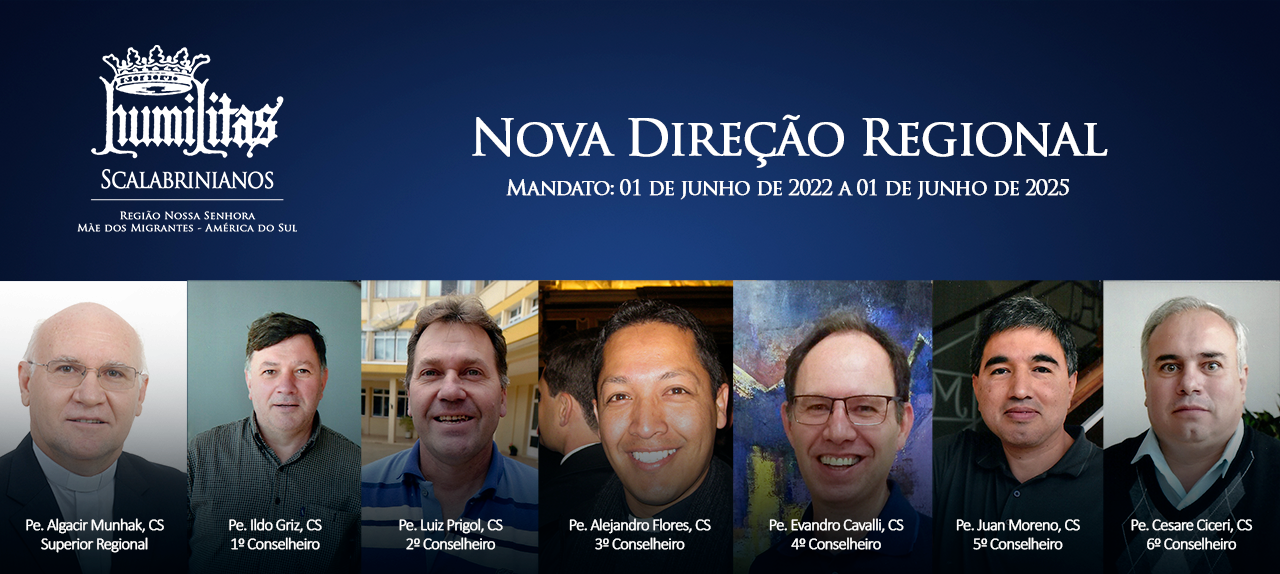 humilitas
SCALABRINIANOS
REGIÃO NOSSA SENHORA
MÃE DOS MIGRANTES - AMÉRICA DO SUL
NOVA DIREÇÃO REGIONAL
MANDATO: 01 DE JUNHO DE 2022 A 01 DE JUNHO DE 2025
Pe. Algacir Munhak, CS
Superior Regional
Pe. Ildo Griz, CS
1º Conselheiro
Pe. Luiz Prigol, CS
2º Conselheiro
Pe. Alejandro Flores, CS
3º Conselheiro
Pe. Evandro Cavalli, CS
4º Conselheiro
Pe. Juan Moreno, CS
5º Conselheiro
Pe. Cesare Ciceri, CS
6º Conselheiro